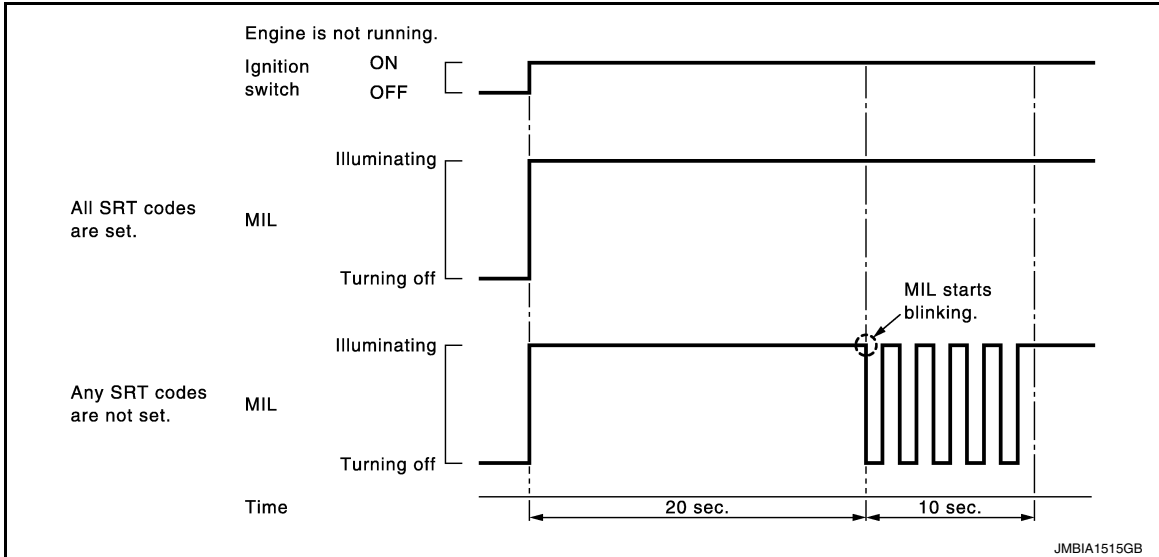 Engine is not running.
Ignition
switch
ON
OFF
Illuminating
All SRT codes
are set.
MIL
Turning off
MIL starts
blinking.
Illuminating
Any SRT codes
are not set.
MIL
Turning off
Time
20 sec.
10 sec.
JMBIA1515GB